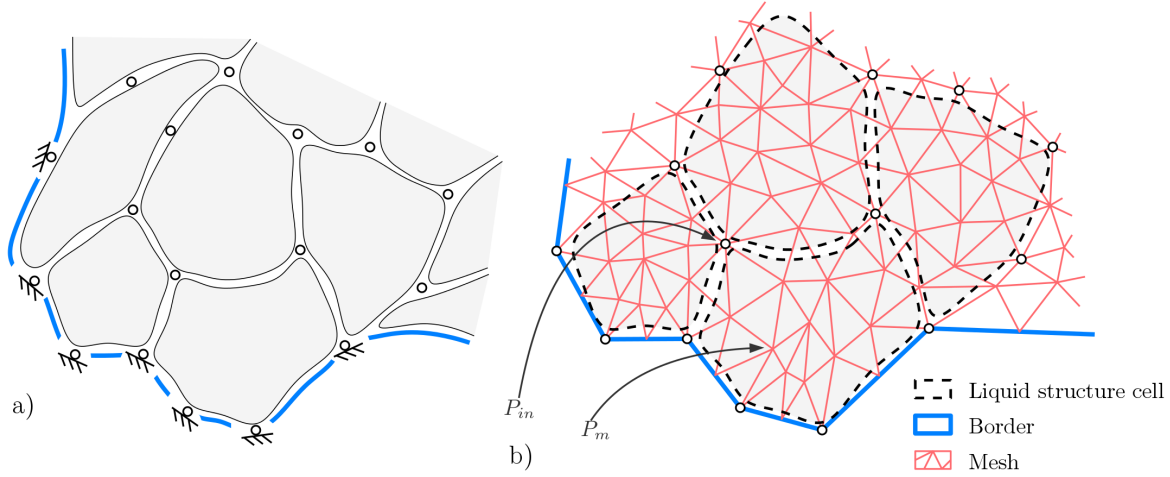 a)
P_in
P_m
b)
Liquid structure cell
Border
Mesh